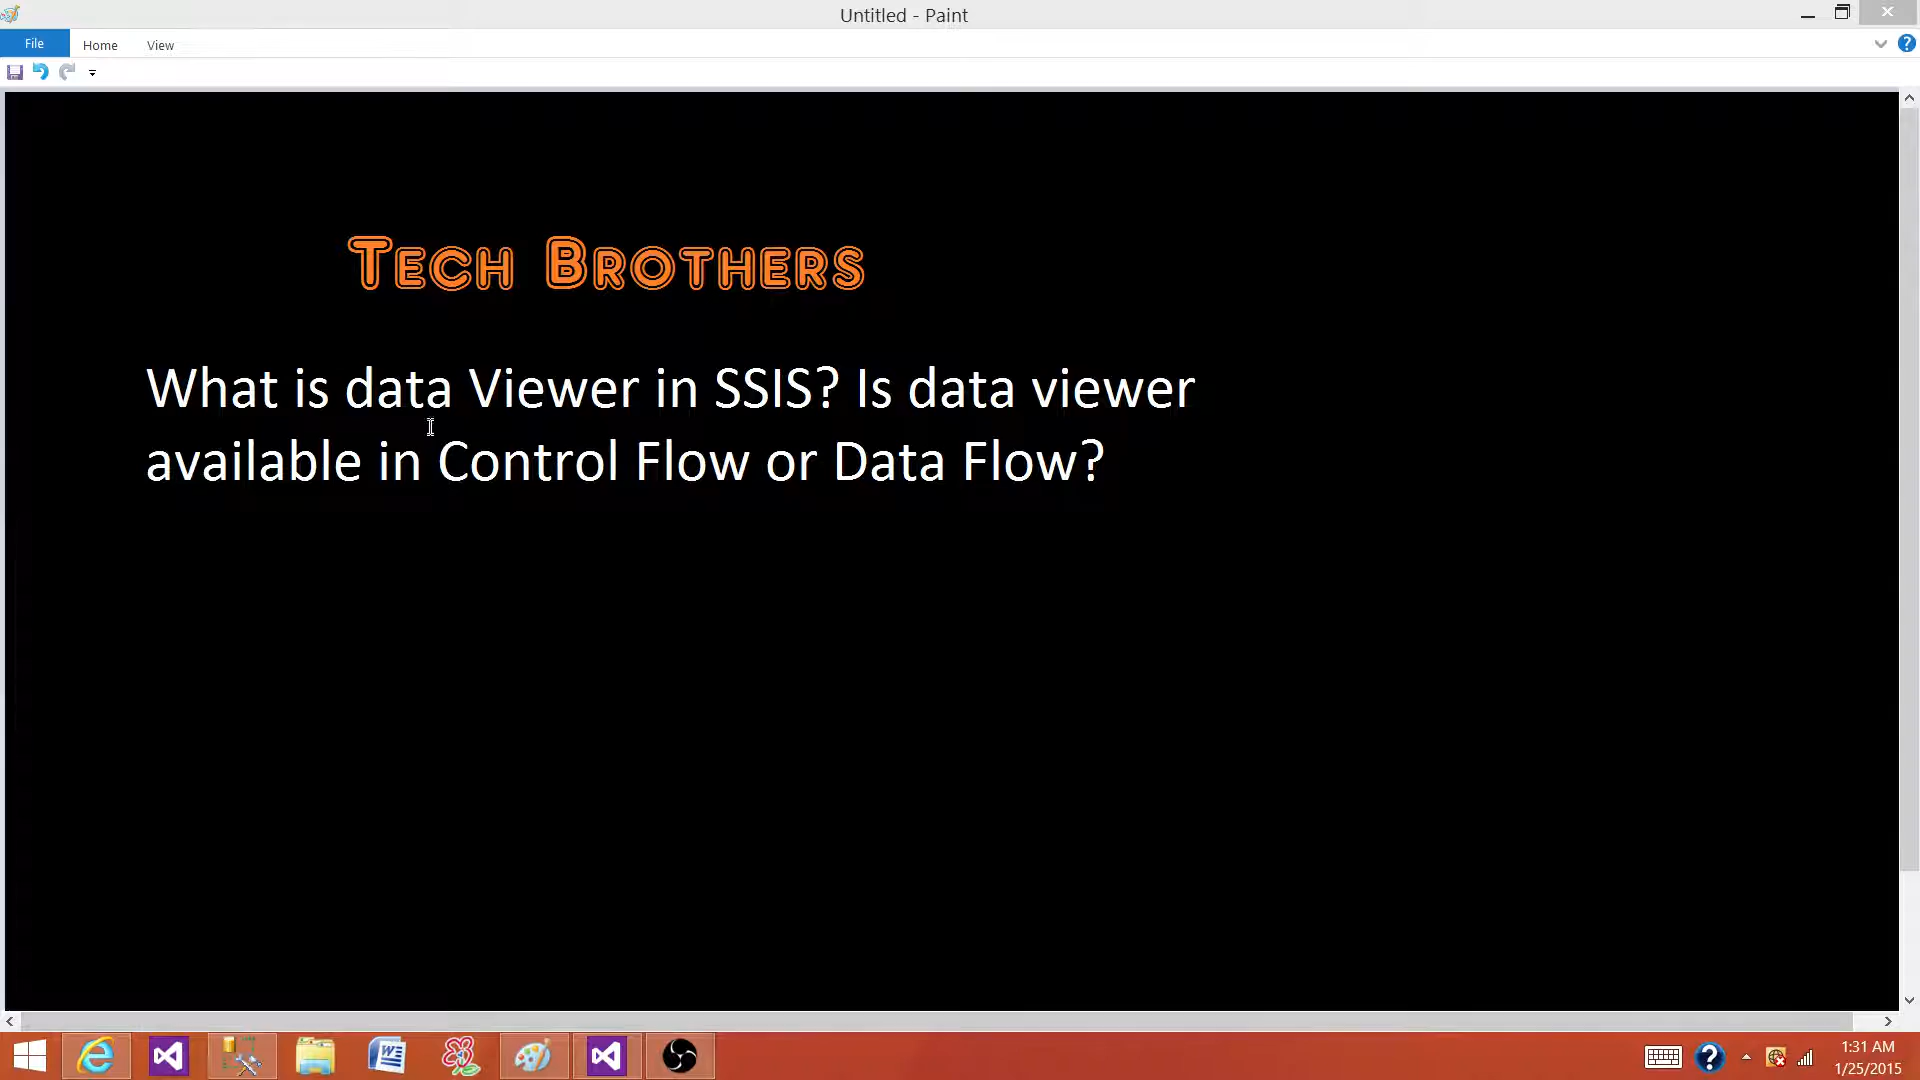 Untitled - Paint
File
Home
View
Tech Brothers
What is data Viewer in SSIS? Is data viewer
available in Control Flow or Data Flow?
1:31 AM
1/25/2015